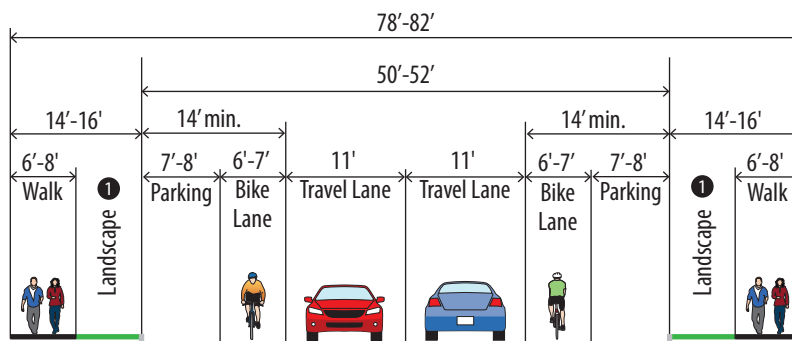 78′-82′
50′-52′
14′-16' 14′ min. 14′ min. 14′-16'
6′-8' 7′-8' 6'-7′ 11' 11' 6'-7′ 7′-8' 6′-8'
Walk Landscape 1 Parking Bike Lane Travel Lane Travel Lane Bike Lane Parking Landscape 1 Walk